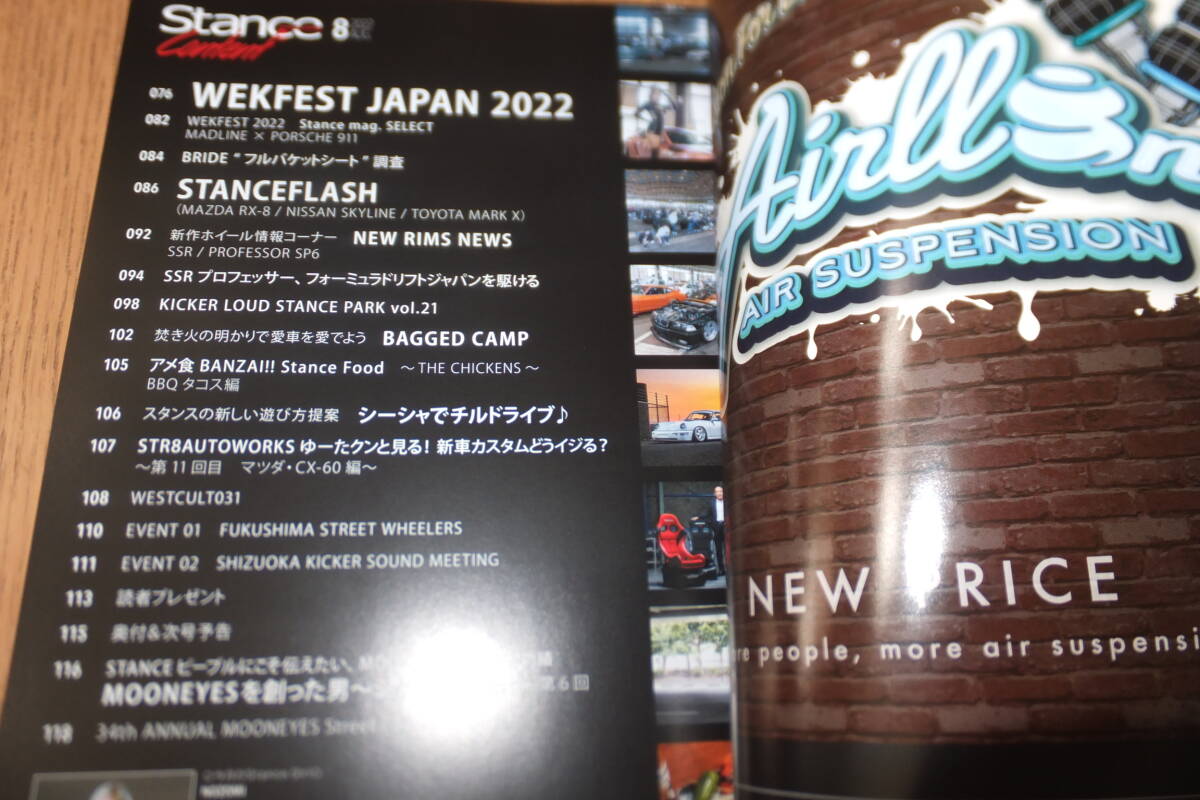 Stance 8
Content
076 WEKFEST JAPAN 2022
082 WEKFEST 2022 Stance mag. SELECT
MADLINE × PORSCHE 911
084 BRIDE “フルバケットシート”調査
086 STANCEFLASH
(MAZDA RX-8 / NISSAN SKYLINE / TOYOTA MARK X)
092 新作ホイール情報コーナー NEW RIMS NEWS
SSR / PROFESSOR SP6
094 SSR プロフェッサー、フォーミュラドリフトジャパンを駆ける
098 KICKER LOUD STANCE PARK vol.21
102 焚き火の明かりで愛車を愛でよう BAGGED CAMP
105 アメ食 BANZAI!! Stance Food ～THE CHICKENS～
BBQ タコス編
106 スタンスの新しい遊び方提案 シーシャでチルドライブ♪
107 STR8AUTOWORKS ゆーたクンと見る! 新車カスタムどうイジる?
～第11回目 マツダ・CX-60 編～
108 WESTCULT031
110 EVENT 01 FUKUSHIMA STREET WHEELERS
111 EVENT 02 SHIZUOKA KICKER SOUND MEETING
113 読者プレゼント
115 奥付&次号予告
116 STANCE ピープルにこそ伝えたい、
MOONEYESを創った男～ 第6回
118 34th ANNUAL MOONEYES Street
Airll
AIR SUSPENSION
NEW PRICE
people, more air suspensi